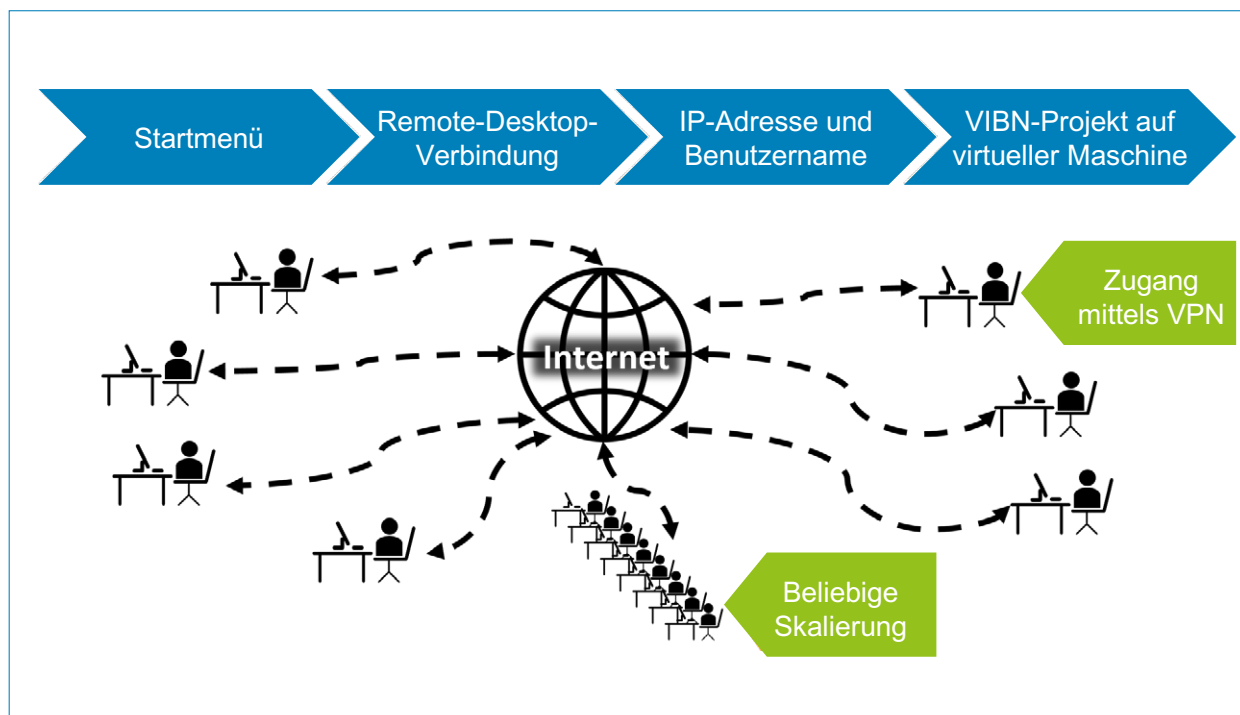 Startmenü
Remote-Desktop-
Verbindung
IP-Adresse und
Benutzername
VIBN-Projekt auf
virtueller Maschine
Internet
Zugang
mittels VPN
Beliebige
Skalierung